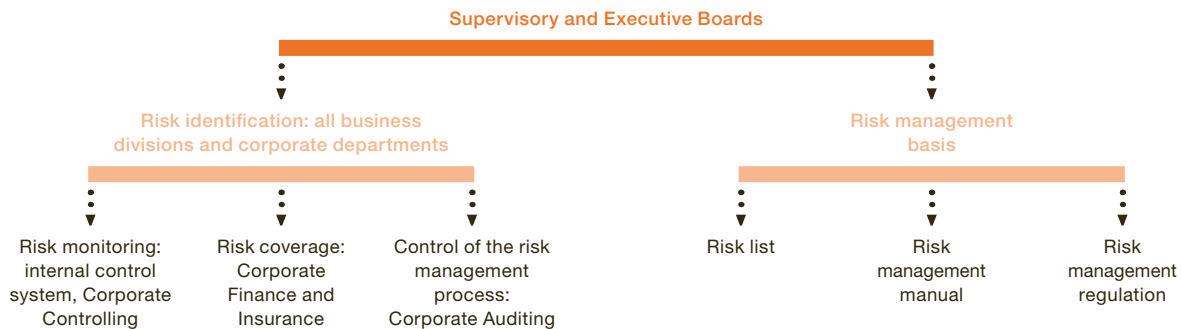 Supervisory and Executive Boards
Risk identification: all business
divisions and corporate departments
Risk management
basis
Risk monitoring:
internal control
system, Corporate
Controlling
Risk coverage:
Corporate
Finance and
Insurance
Control of the risk
management
process:
Corporate Auditing
Risk list
Risk
management
manual
Risk
management
regulation